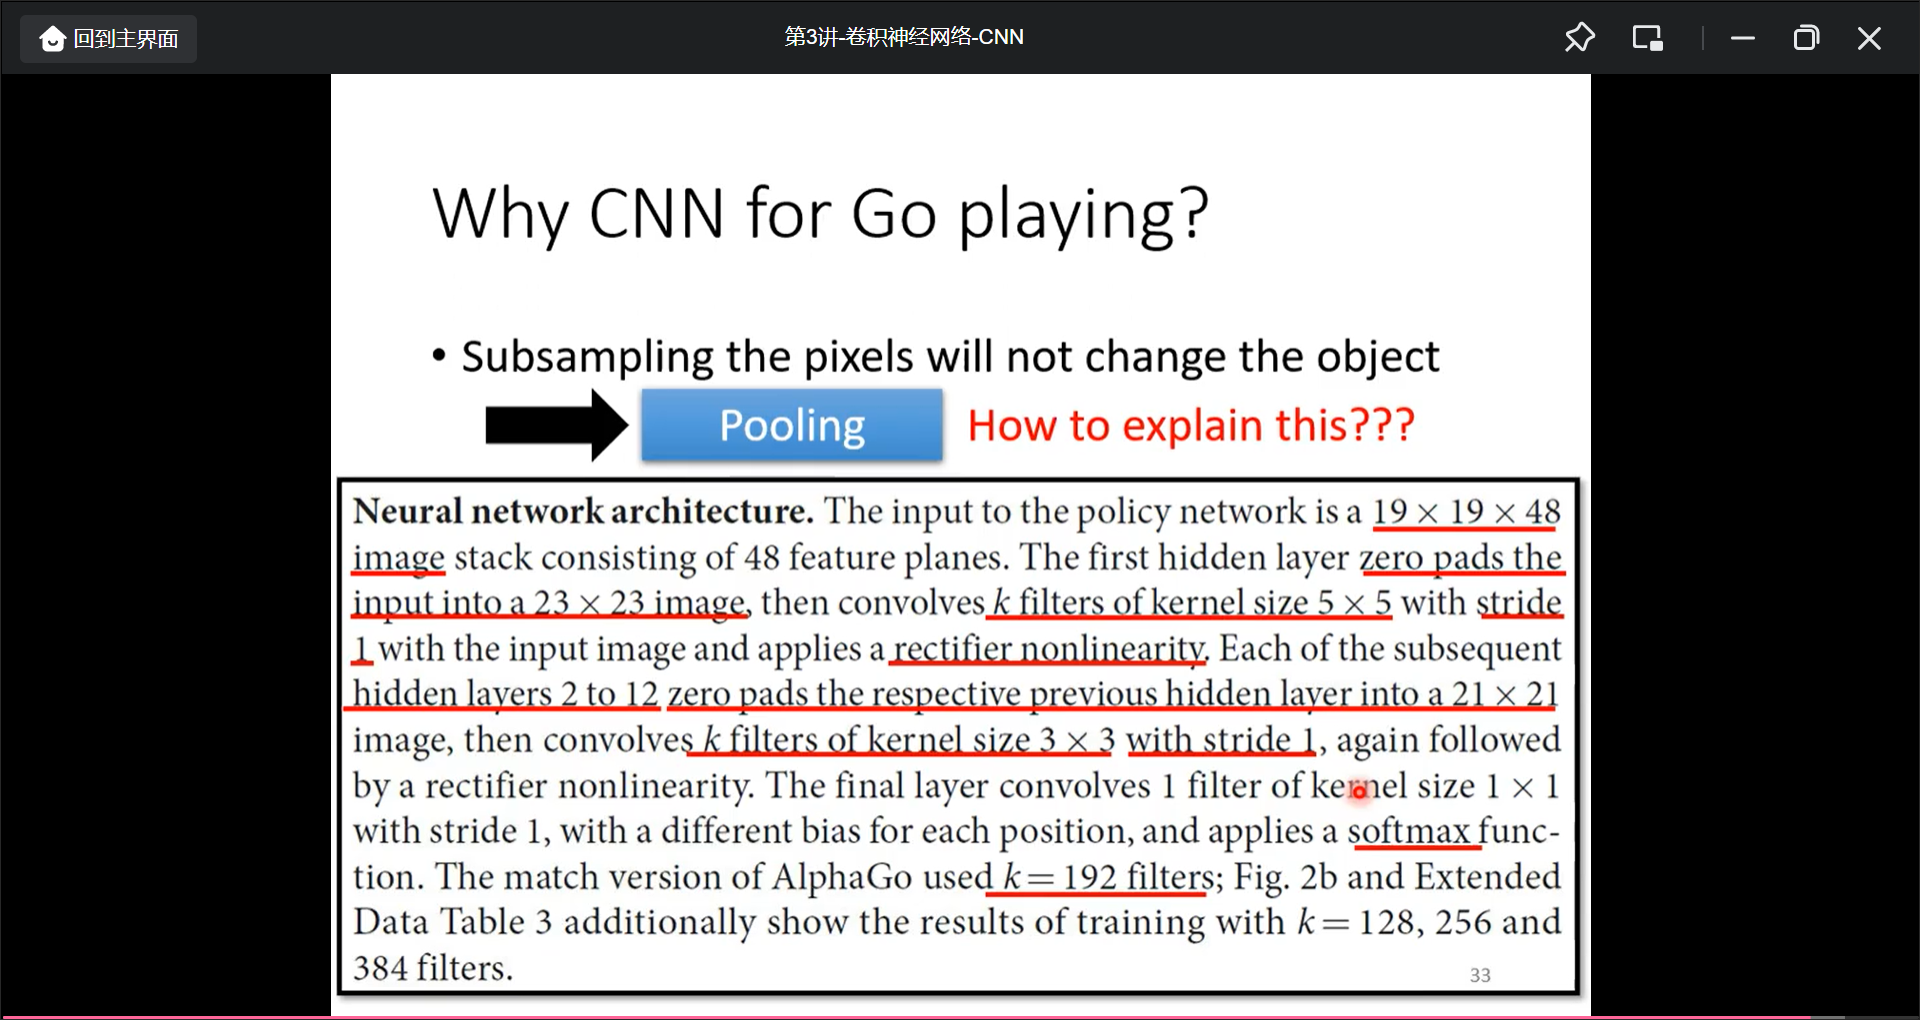 回到主界面
第3讲-卷积神经网络-CNN
Why CNN for Go playing?
• Subsampling the pixels will not change the object
Pooling
How to explain this???
Neural network architecture. The input to the policy network is a 19 × 19 × 48
image stack consisting of 48 feature planes. The first hidden layer zero pads the
input into a 23 × 23 image, then convolves k filters of kernel size 5 × 5 with stride
1 with the input image and applies a rectifier nonlinearity. Each of the subsequent
hidden layers 2 to 12 zero pads the respective previous hidden layer into a 21 × 21
image, then convolves k filters of kernel size 3 × 3 with stride 1, again followed
by a rectifier nonlinearity. The final layer convolves 1 filter of kernel size 1 × 1
with stride 1, with a different bias for each position, and applies a softmax func-
tion. The match version of AlphaGo used k = 192 filters; Fig. 2b and Extended
Data Table 3 additionally show the results of training with k = 128, 256 and
384 filters.
33